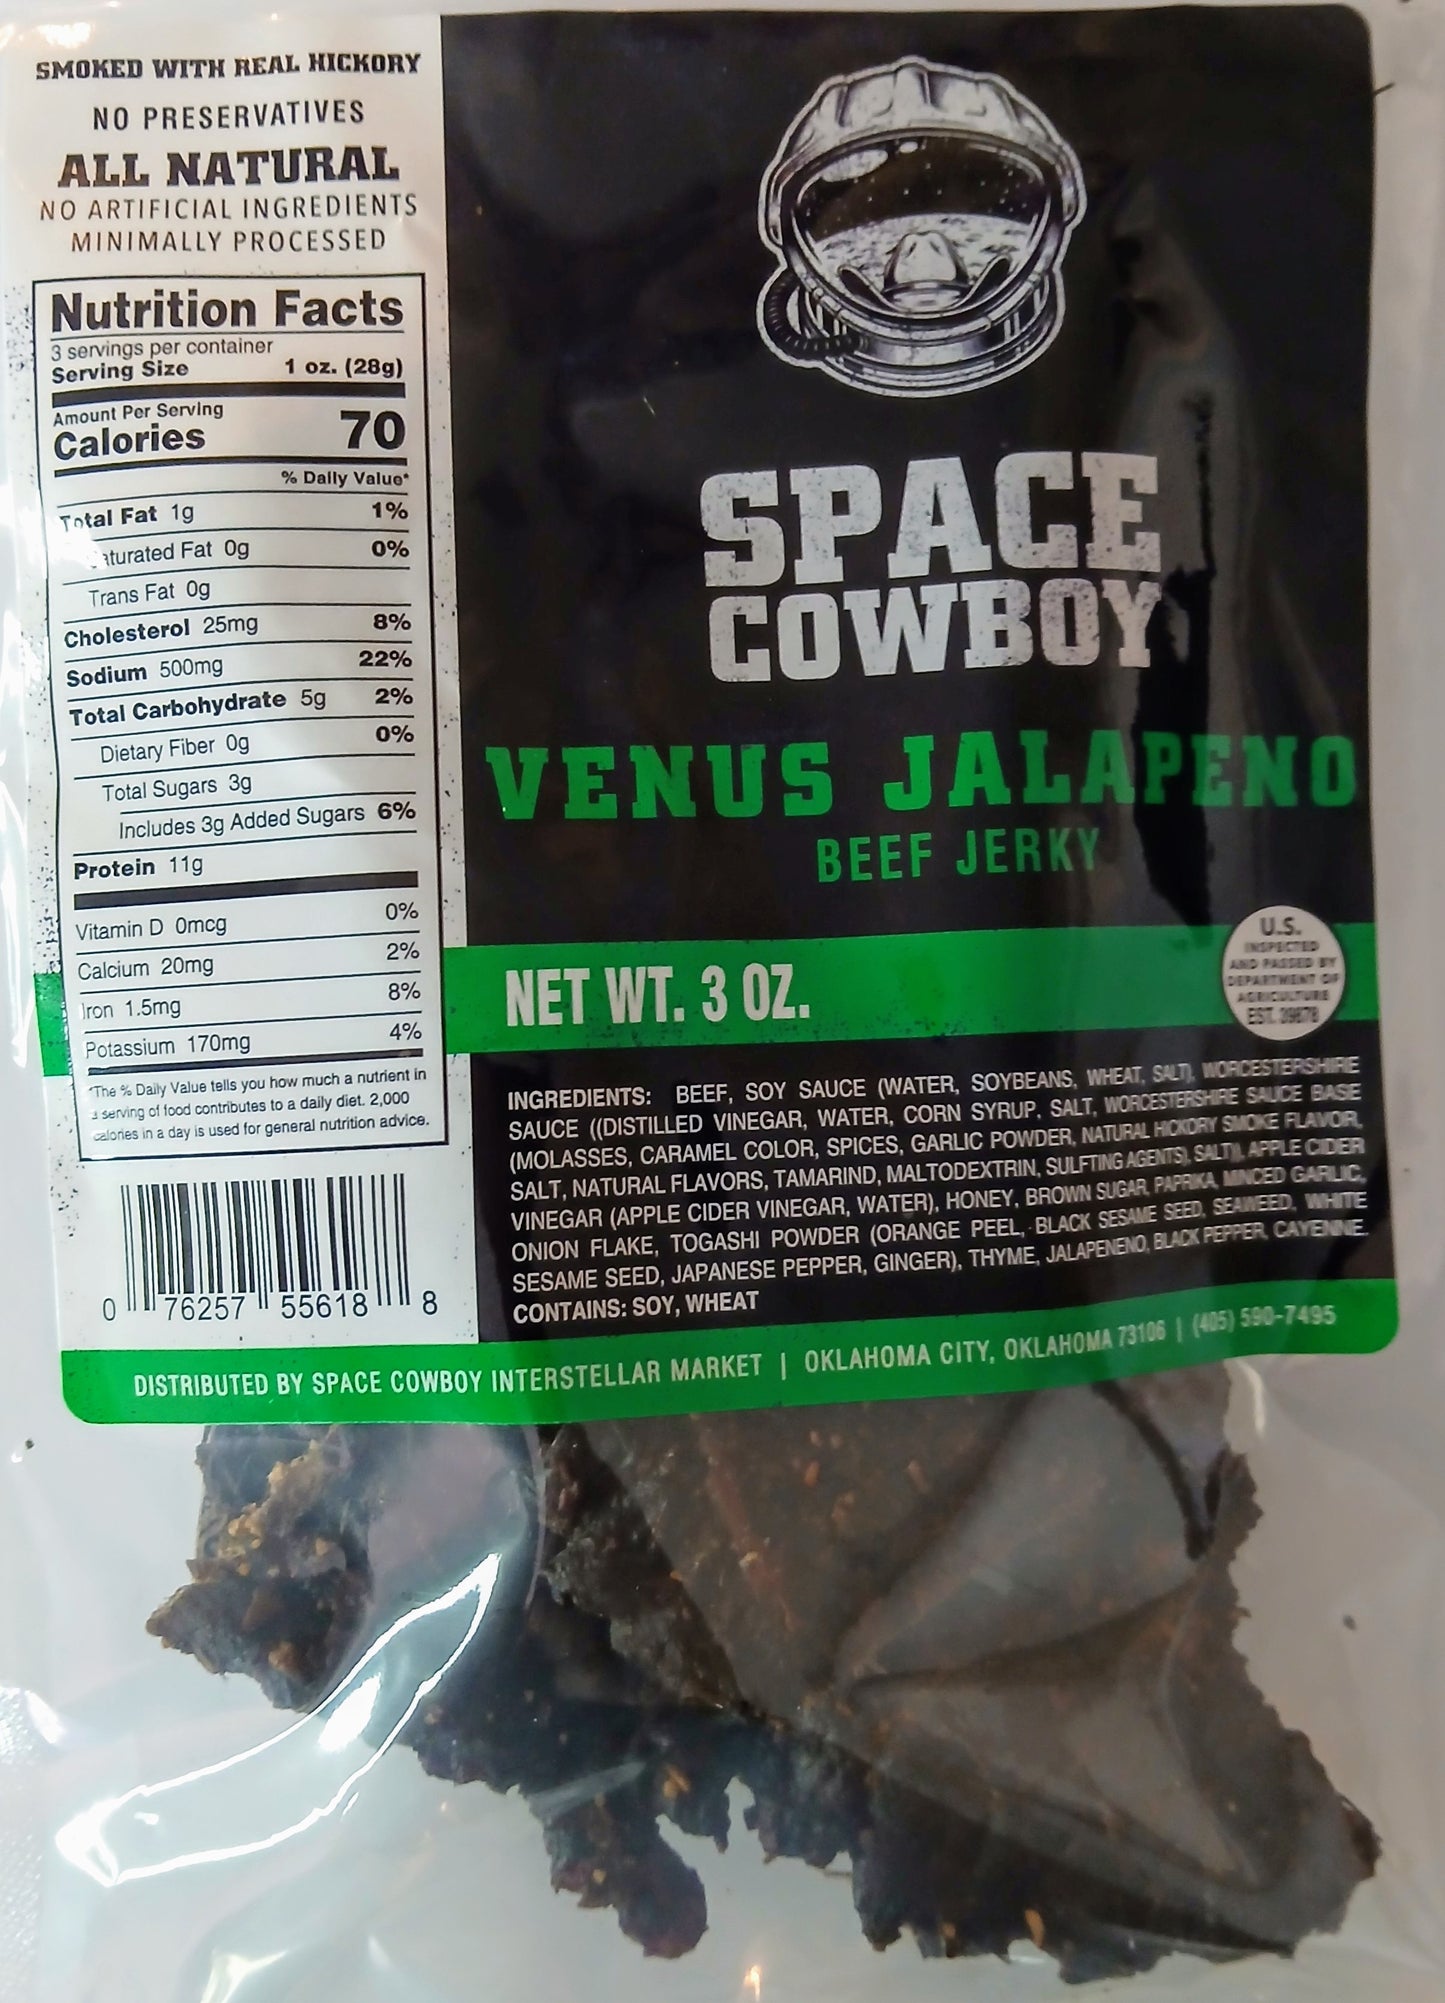 SMOKED WITH REAL HICKORY
NO PRESERVATIVES
ALL NATURAL
NO ARTIFICIAL INGREDIENTS
MINIMALLY PROCESSED
Nutrition Facts
3 servings per container
Serving Size 1 oz. (28g)
Amount Per Serving
Calories 70
% Daily Value*
Total Fat 1g 1%
Saturated Fat 0g 0%
Trans Fat 0g
Cholesterol 25mg 8%
Sodium 500mg 22%
Total Carbohydrate 5g 2%
Dietary Fiber 0g 0%
Total Sugars 3g
Includes 3g Added Sugars 6%
Protein 11g
Vitamin D 0mcg 0%
Calcium 20mg 2%
Iron 1.5mg 8%
Potassium 170mg 4%
*The % Daily Value tells you how much a nutrient in
a serving of food contributes to a daily diet. 2,000
calories in a day is used for general nutrition advice.
0 76257 55618 8
SPACE
COWBOY
VENUS JALAPENO
BEEF JERKY
NET WT. 3 OZ.
U.S.
INSPECTED
AND PASSED BY
DEPARTMENT OF
AGRICULTURE
EST. 39678
INGREDIENTS: BEEF, SOY SAUCE (WATER, SOYBEANS, WHEAT, SALT), WORCESTERSHIRE
SAUCE ((DISTILLED VINEGAR, WATER, CORN SYRUP, SALT, WORCESTERSHIRE SAUCE BASE
(MOLASSES, CARAMEL COLOR, SPICES, GARLIC POWDER, NATURAL HICKORY SMOKE FLAVOR,
SALT, NATURAL FLAVORS, TAMARIND, MALTODEXTRIN, SULFTING AGENTS), SALT)), APPLE CIDER
VINEGAR (APPLE CIDER VINEGAR, WATER), HONEY, BROWN SUGAR, PAPRIKA, MINCED GARLIC,
ONION FLAKE, TOGASHI POWDER (ORANGE PEEL, BLACK SESAME SEED, SEAWEED, WHITE
SESAME SEED, JAPANESE PEPPER, GINGER), THYME, JALAPENENO, BLACK PEPPER, CAYENNE.
CONTAINS: SOY, WHEAT
DISTRIBUTED BY SPACE COWBOY INTERSTELLAR MARKET | OKLAHOMA CITY, OKLAHOMA 73106 | (405) 590-7495